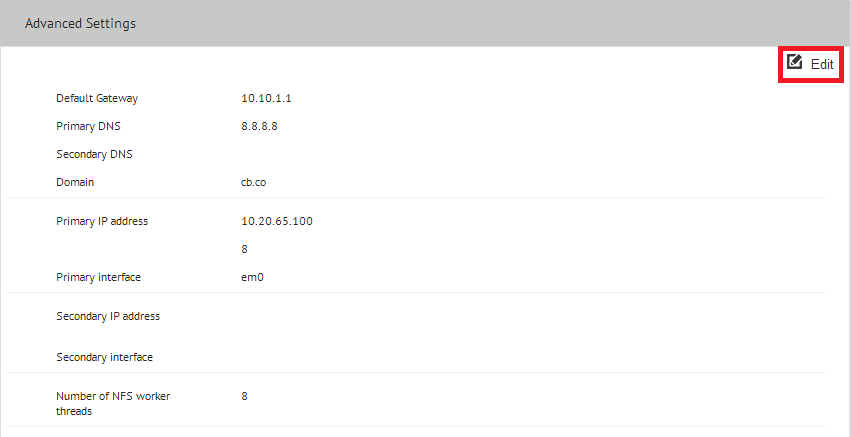 Advanced Settings
Edit
Default Gateway 10.10.1.1
Primary DNS 8.8.8.8
Secondary DNS
Domain cb.co
Primary IP address 10.20.65.100
8
Primary interface em0
Secondary IP address
Secondary interface
Number of NFS worker 8
threads